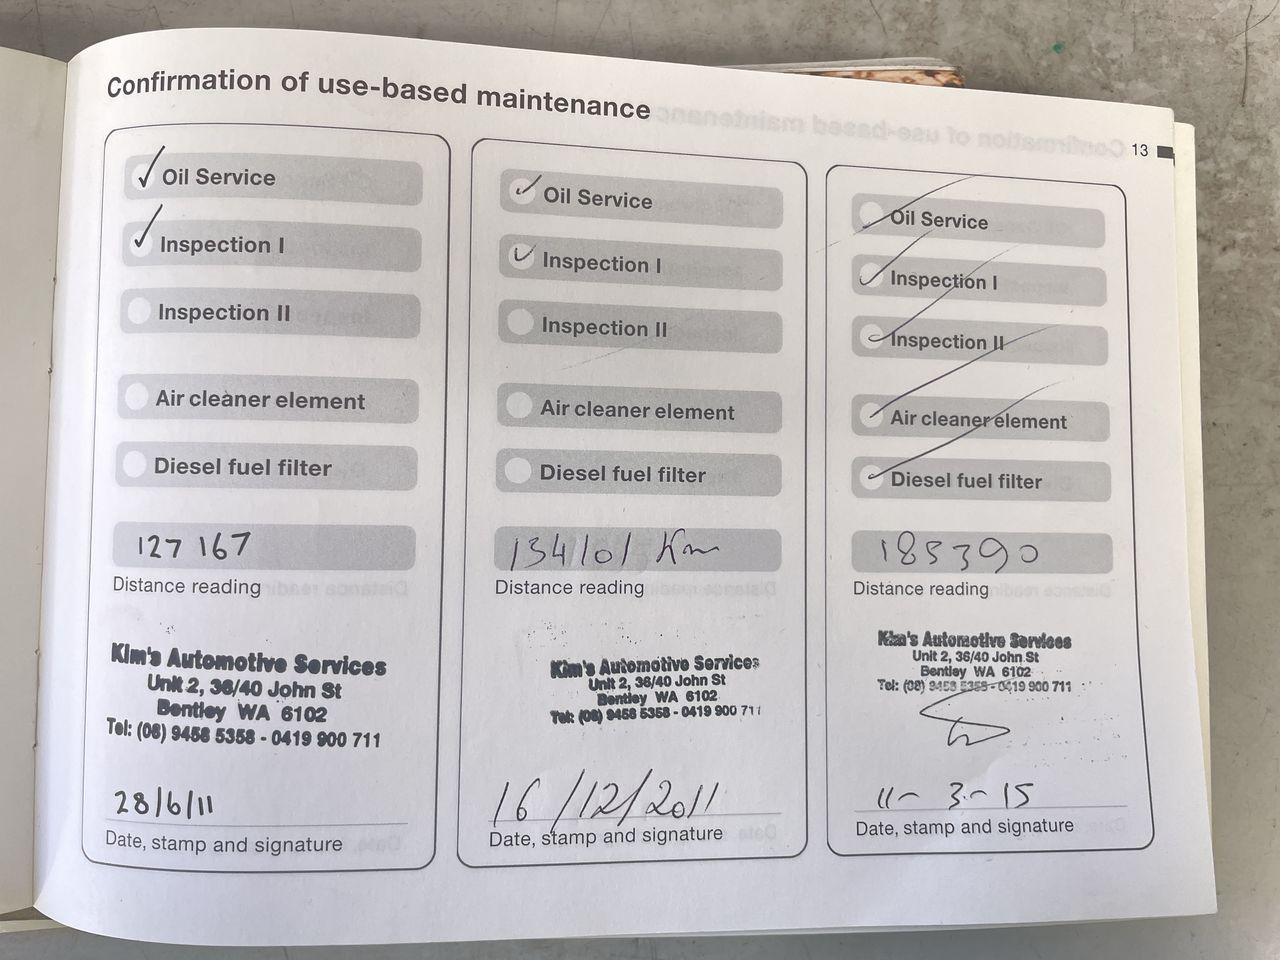 Confirmation of use-based maintenance
13
Oil Service
Inspection I
Inspection II
Air cleaner element
Diesel fuel filter
127 167
Distance reading
Kim's Automotive Services
Unit 2, 36/40 John St
Bentley WA 6102
Tel: (08) 9458 5358 - 0419 900 711
28/6/11
Date, stamp and signature
Oil Service
Inspection I
Inspection II
Air cleaner element
Diesel fuel filter
134101 Km
Distance reading
Kim's Automotive Services
Unit 2, 36/40 John St
Bentley WA 6102
Tel: (08) 9458 5358 - 0419 900 711
16/12/2011
Date, stamp and signature
Oil Service
Inspection I
Inspection II
Air cleaner element
Diesel fuel filter
185390
Distance reading
Kim's Automotive Services
Unit 2, 36/40 John St
Bentley WA 6102
Tel: (08) 9458 5358 - 0419 900 711
11-3-15
Date, stamp and signature